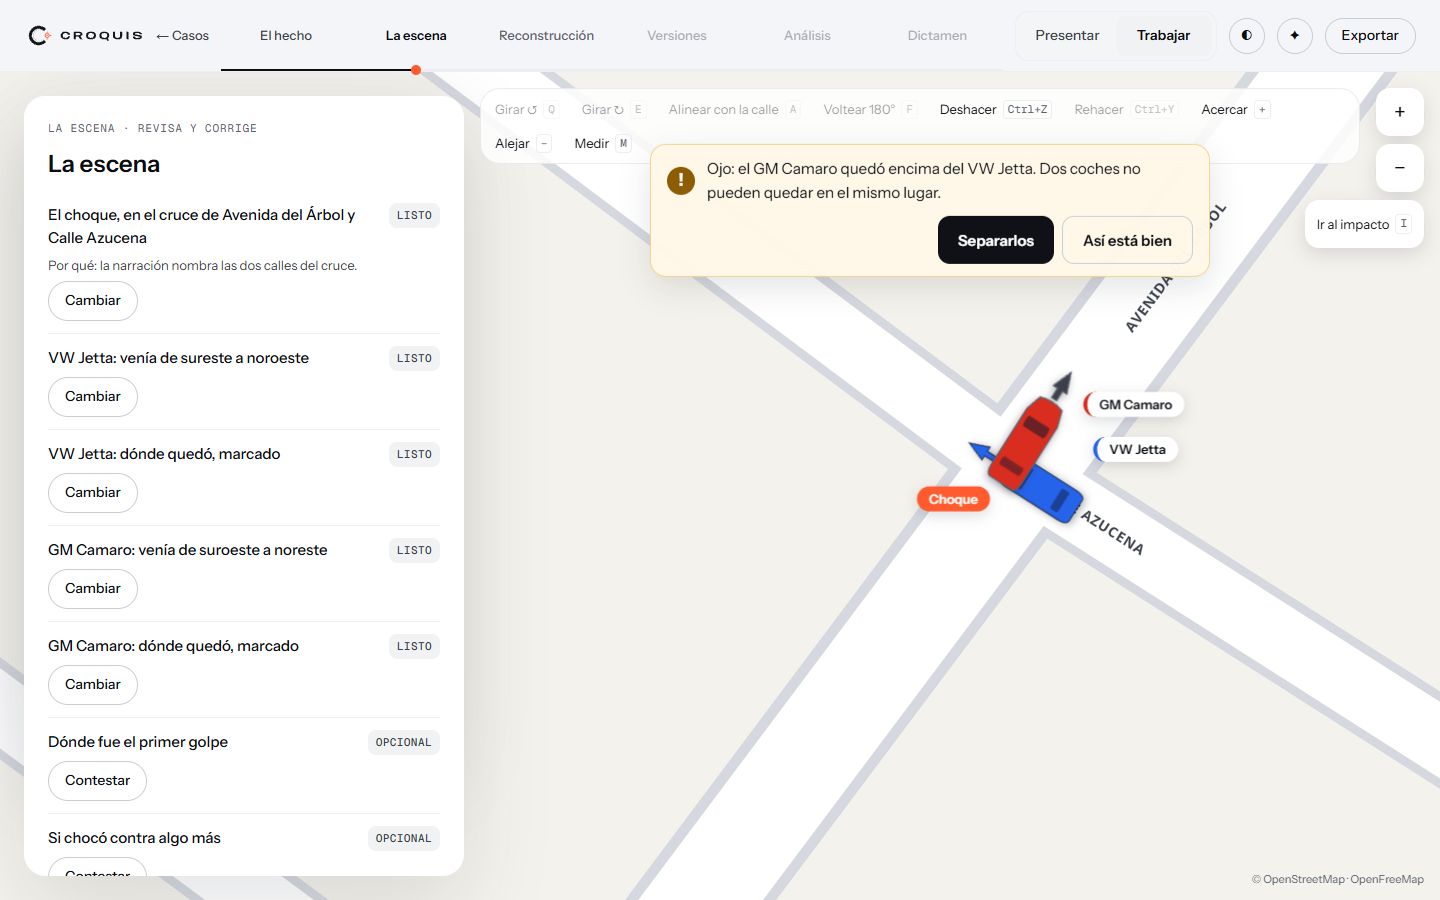 CROQUIS
← Casos
El hecho
La escena
Reconstrucción
Versiones
Análisis
Dictamen
Presentar
Trabajar
Exportar
LA ESCENA · REVISA Y CORRIGE
La escena
El choque, en el cruce de Avenida del Árbol y
Calle Azucena
LISTO
Por qué: la narración nombra las dos calles del cruce.
Cambiar
VW Jetta: venía de sureste a noroeste
LISTO
Cambiar
VW Jetta: dónde quedó, marcado
LISTO
Cambiar
GM Camaro: venía de suroeste a noreste
LISTO
Cambiar
GM Camaro: dónde quedó, marcado
LISTO
Cambiar
Dónde fue el primer golpe
OPCIONAL
Contestar
Si chocó contra algo más
OPCIONAL
Contestar
Girar ↺ Q
Girar ↻ E
Alinear con la calle A
Voltear 180° F
Deshacer Ctrl+Z
Rehacer Ctrl+Y
Acercar +
Alejar −
Medir M
! Ojo: el GM Camaro quedó encima del VW Jetta. Dos coches no
pueden quedar en el mismo lugar.
Separarlos
Así está bien
+
−
Ir al impacto I
AVENIDA
GM Camaro
VW Jetta
Choque
AZUCENA
© OpenStreetMap · OpenFreeMap